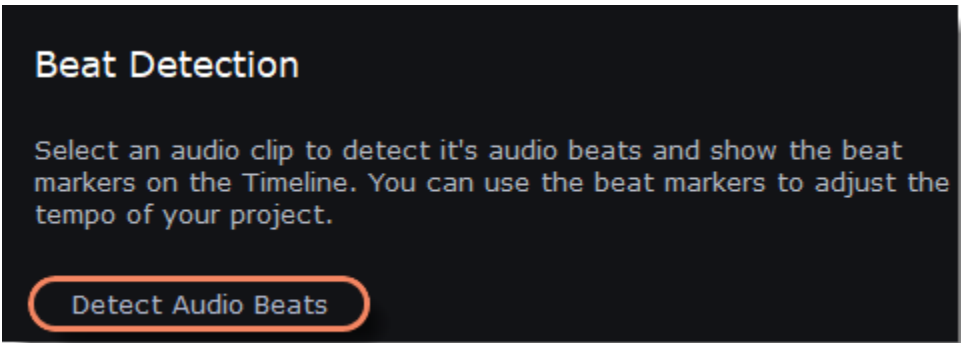 Beat Detection
Select an audio clip to detect it's audio beats and show the beat
markers on the Timeline. You can use the beat markers to adjust the
tempo of your project.
Detect Audio Beats